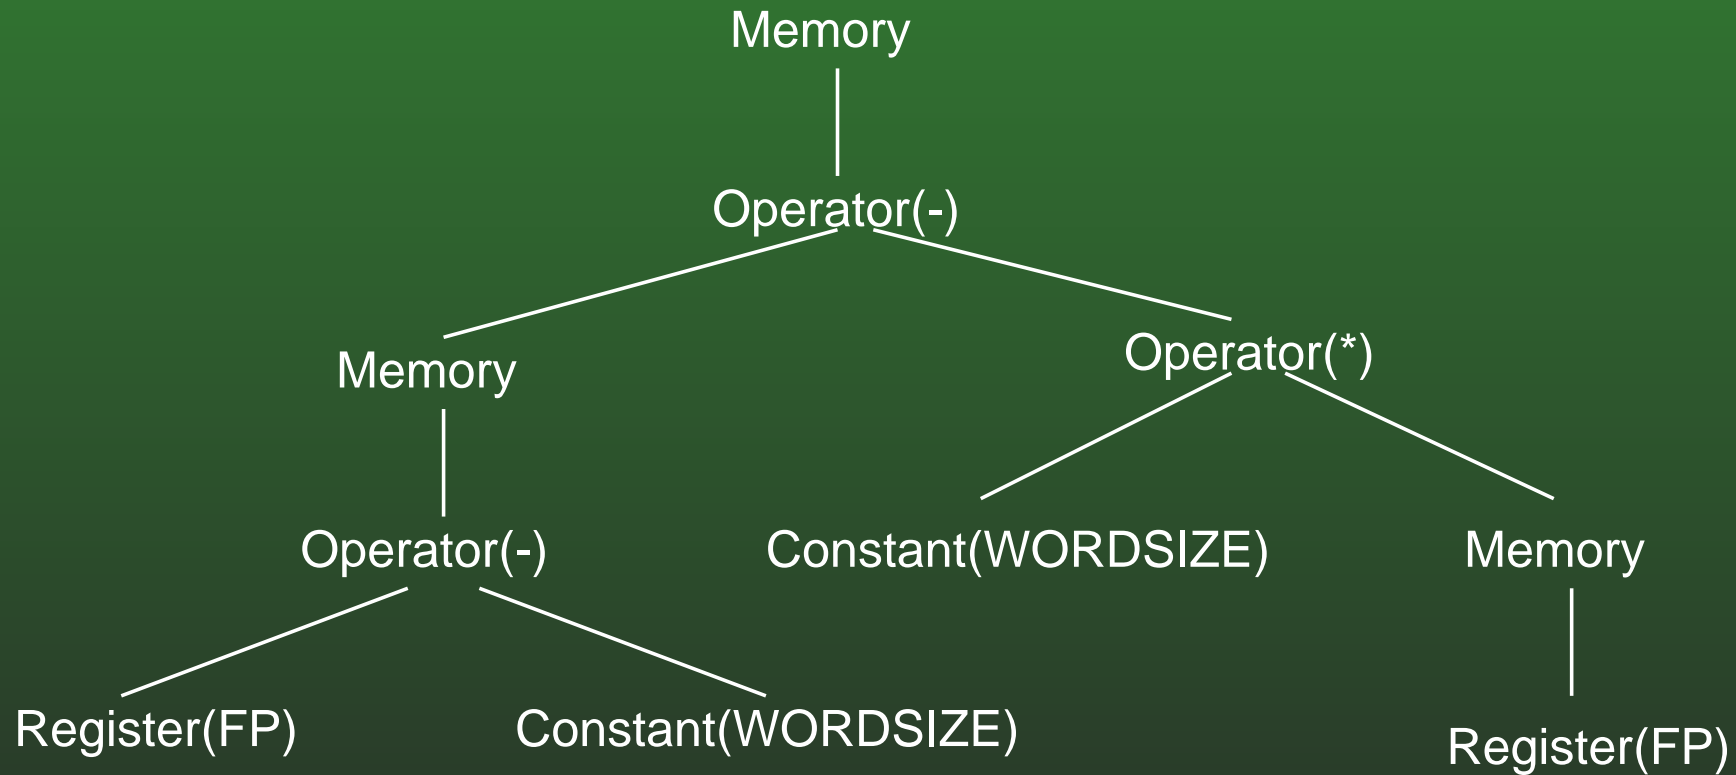 Memory
Operator(-)
Memory
Operator(*)
Operator(-)
Constant(WORDSIZE)
Memory
Register(FP)
Constant(WORDSIZE)
Register(FP)